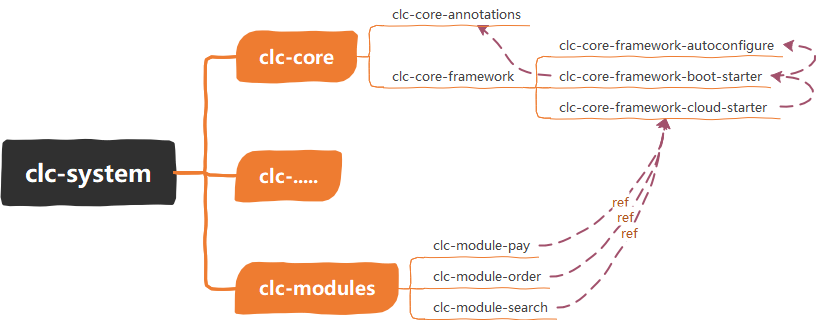 clc-system
clc-core
clc-core-annotations
clc-core-framework
clc-core-framework-autoconfigure
clc-core-framework-boot-starter
clc-core-framework-cloud-starter
clc-.....
clc-modules
clc-module-pay
clc-module-order
clc-module-search
ref
ref
ref